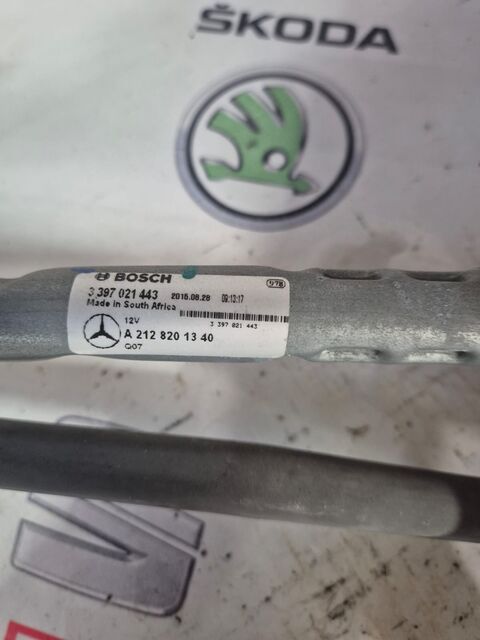 ŠKODA
BOSCH
3 397 021 443 2015.08.28 09:13:17
Made in South Africa
12V 3 397 021 443
A 212 820 13 40
Q07